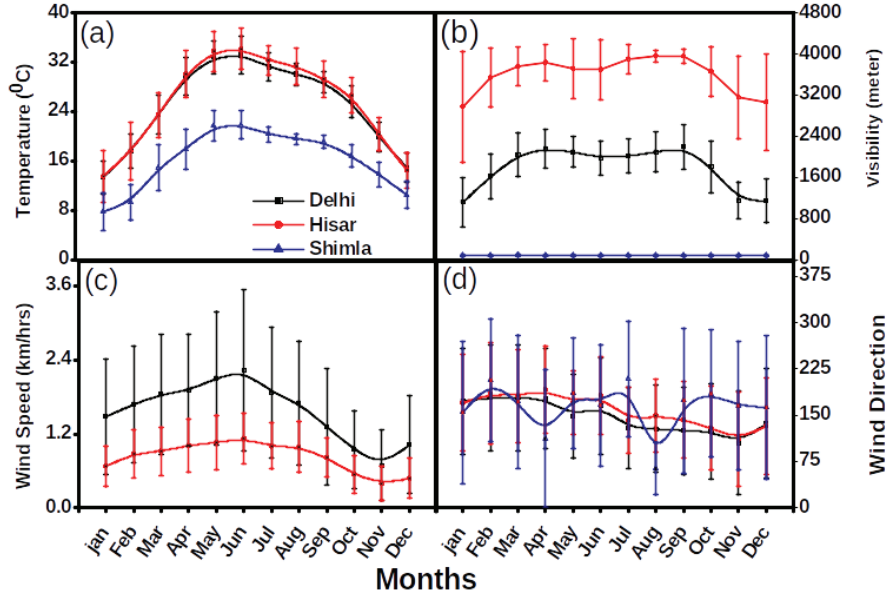 (a)
40
32
24
16
8
0
Temperature (⁰C)
Delhi
Hisar
Shimla
(b)
4800
4000
3200
2400
1600
800
0
Visibility (meter)
(c)
3.6
2.4
1.2
0.0
Wind Speed (km/hrs)
(d)
375
300
225
150
75
0
Wind Direction
jan Feb Mar Apr May Jun Jul Aug Sep Oct Nov Dec
jan Feb Mar Apr May Jun Jul Aug Sep Oct Nov Dec
Months